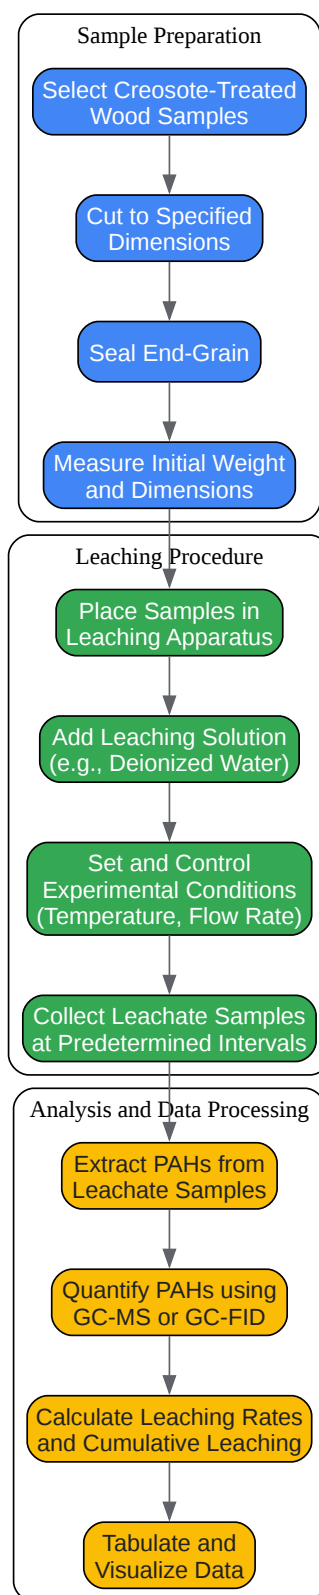 Sample Preparation
Select Creosote-Treated
Wood Samples
Cut to Specified
Dimensions
Seal End-Grain
Measure Initial Weight
and Dimensions
Leaching Procedure
Place Samples in
Leaching Apparatus
Add Leaching Solution
(e.g., Deionized Water)
Set and Control
Experimental Conditions
(Temperature, Flow Rate)
Collect Leachate Samples
at Predetermined Intervals
Analysis and Data Processing
Extract PAHs from
Leachate Samples
Quantify PAHs using
GC-MS or GC-FID
Calculate Leaching Rates
and Cumulative Leaching
Tabulate and
Visualize Data